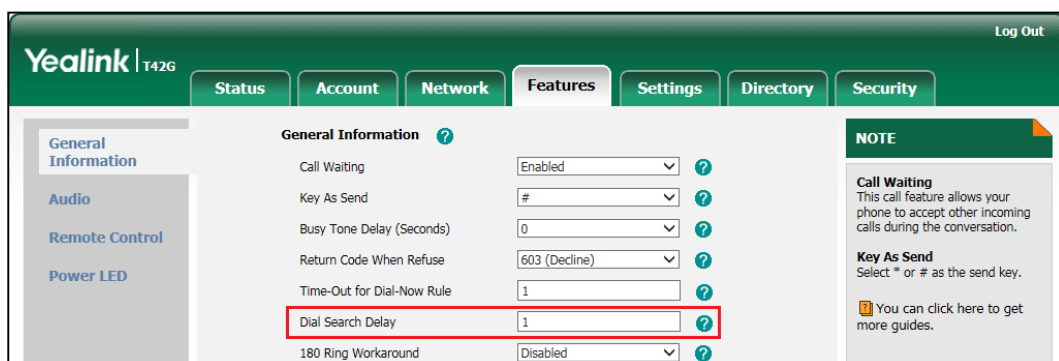 Log Out
Yealink T42G
Status Account Network Features Settings Directory Security
General Information
Audio
Remote Control
Power LED
General Information ?
Call Waiting Enabled ?
Key As Send # ?
Busy Tone Delay (Seconds) 0 ?
Return Code When Refuse 603 (Decline) ?
Time-Out for Dial-Now Rule 1 ?
Dial Search Delay 1 ?
180 Ring Workaround Disabled ?
NOTE
Call Waiting
This call feature allows your
phone to accept other incoming
calls during the conversation.
Key As Send
Select * or # as the send key.
? You can click here to get
more guides.